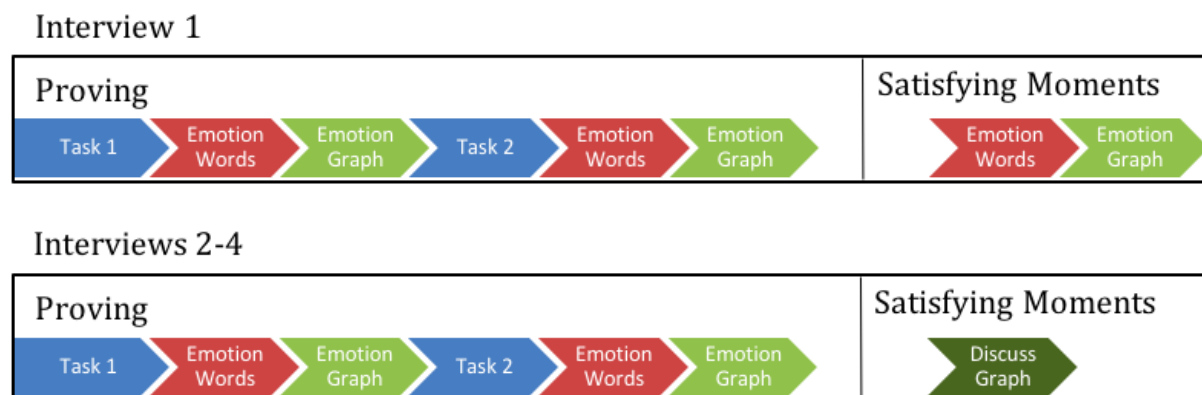 Interview 1
Proving
Satisfying Moments
Task 1
Emotion
Words
Emotion
Graph
Task 2
Emotion
Words
Emotion
Graph
Emotion
Words
Emotion
Graph
Interviews 2-4
Proving
Satisfying Moments
Task 1
Emotion
Words
Emotion
Graph
Task 2
Emotion
Words
Emotion
Graph
Discuss
Graph